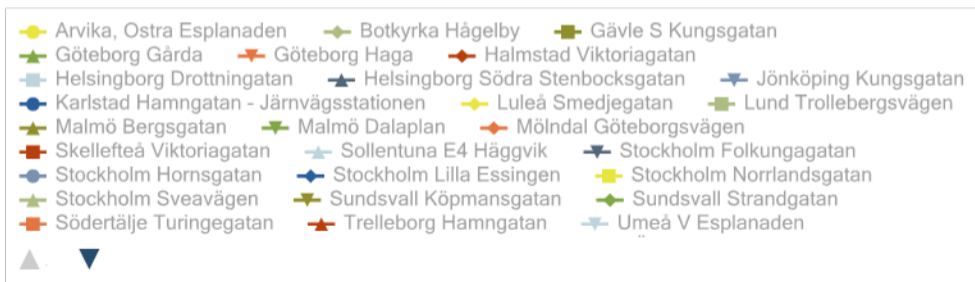 Arvika, Ostra Esplanaden Botkyrka Hågelby Gävle S Kungsgatan
Göteborg Gårda Göteborg Haga Halmstad Viktoriagatan
Helsingborg Drottningatan Helsingborg Södra Stenbocksgatan Jönköping Kungsgatan
Karlstad Hamngatan - Järnvägsstationen Luleå Smedjegatan Lund Trollebergsvägen
Malmö Bergsgatan Malmö Dalaplan Mölndal Göteborgsvägen
Skellefteå Viktoriagatan Sollentuna E4 Häggvik Stockholm Folkungagatan
Stockholm Hornsgatan Stockholm Lilla Essingen Stockholm Norrlandsgatan
Stockholm Sveavägen Sundsvall Köpmansgatan Sundsvall Strandgatan
Södertälje Turingegatan Trelleborg Hamngatan Umeå V Esplanaden